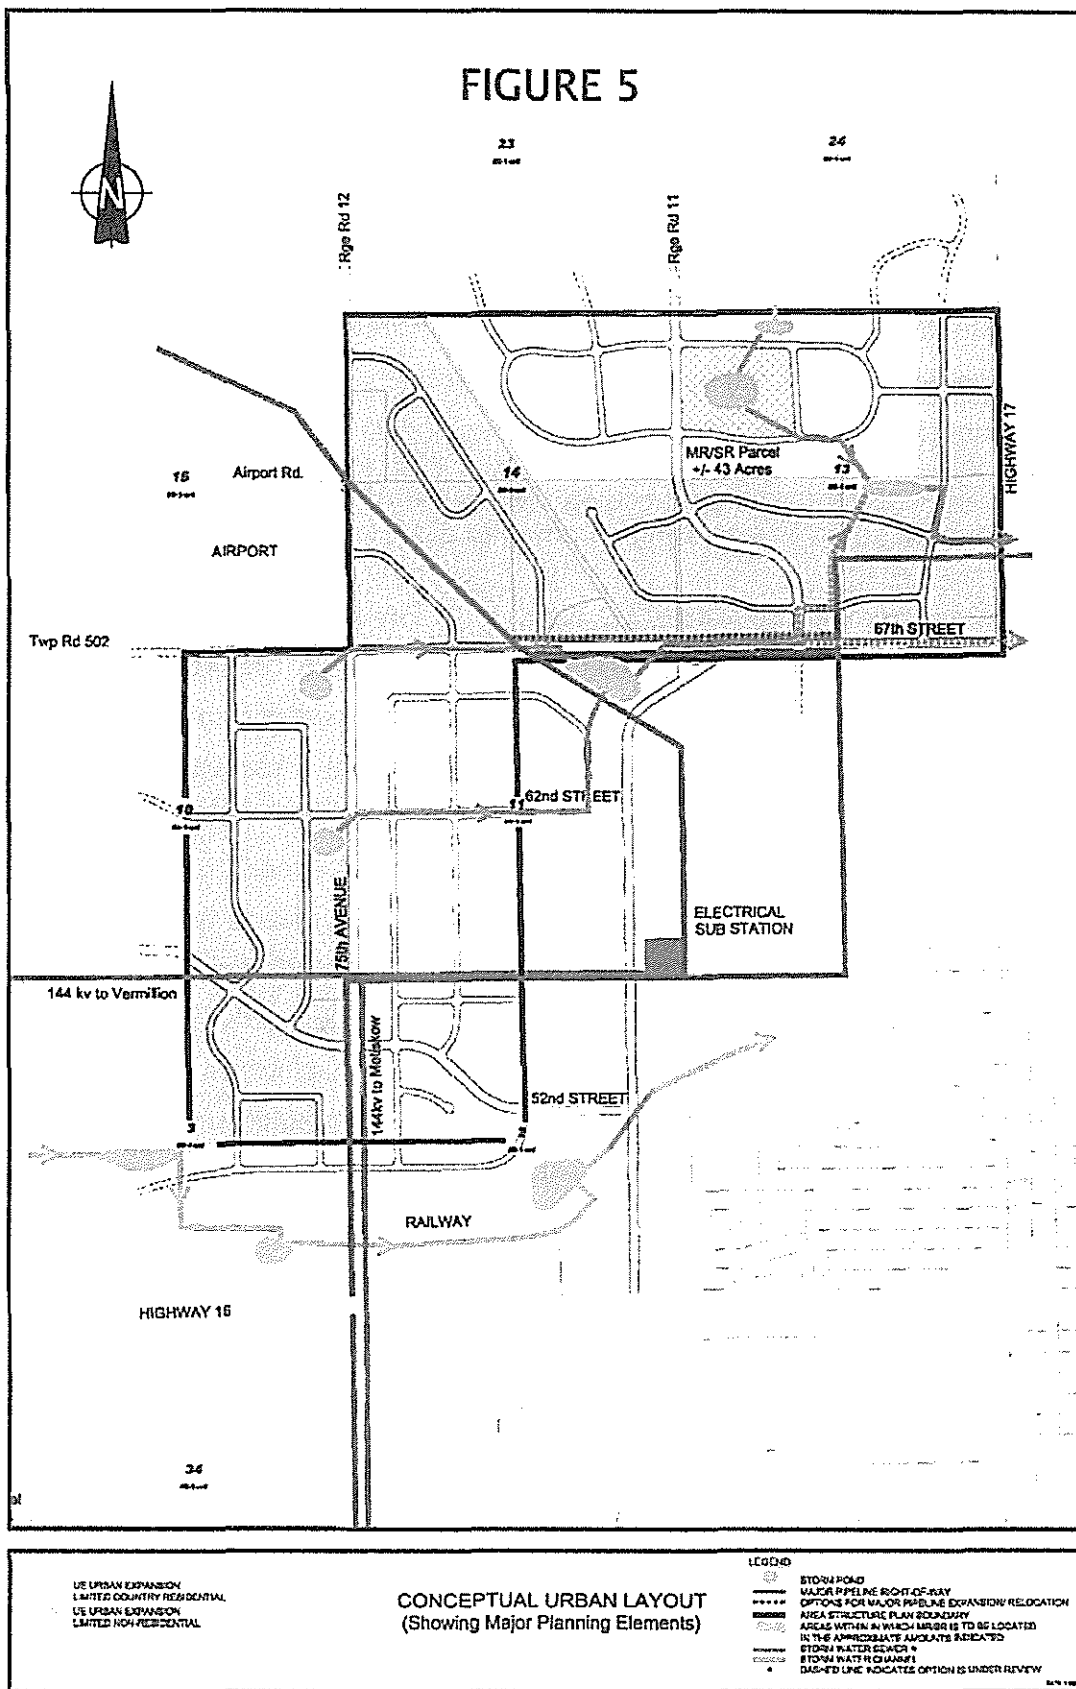 FIGURE 5
N
23
24
Rge Rd 12
Rge Rd 11
HIGHWAY 17
MR/SR Parcel
+/- 43 Acres
15
Airport Rd.
14
13
AIRPORT
67th STREET
Twp Rd 502
62nd STREET
10
11
75th AVENUE
ELECTRICAL
SUB STATION
144 kv to Vermilion
144kv to
52nd STREET
3
2
RAILWAY
HIGHWAY 16
34
UE URBAN EXPANSION
LIMITED COUNTRY RESIDENTIAL
UE URBAN EXPANSION
LIMITED NON-RESIDENTIAL
CONCEPTUAL URBAN LAYOUT
(Showing Major Planning Elements)
LEGEND
STORM POND
MAJOR PIPELINE RIGHT-OF-WAY
OPTIONS FOR MAJOR PIPELINE EXPANSION/RELOCATION
AREA STRUCTURE PLAN BOUNDARY
AREAS WITHIN WHICH MR/SR IS TO BE LOCATED
IN THE APPROXIMATE AMOUNTS INDICATED
STORM WATER SEWER *
STORM WATER CHANNEL
* DASHED LINE INDICATES OPTION IS UNDER REVIEW